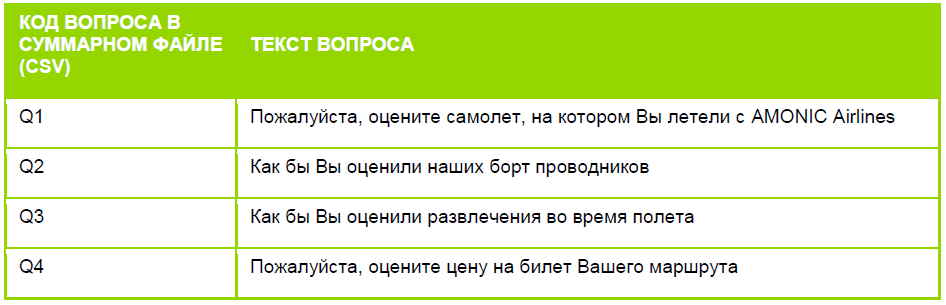 КОД ВОПРОСА В
СУММАРНОМ ФАЙЛЕ
(CSV)
ТЕКСТ ВОПРОСА
Q1
Пожалуйста, оцените самолет, на котором Вы летели с AMONIC Airlines
Q2
Как бы Вы оценили наших борт проводников
Q3
Как бы Вы оценили развлечения во время полета
Q4
Пожалуйста, оцените цену на билет Вашего маршрута